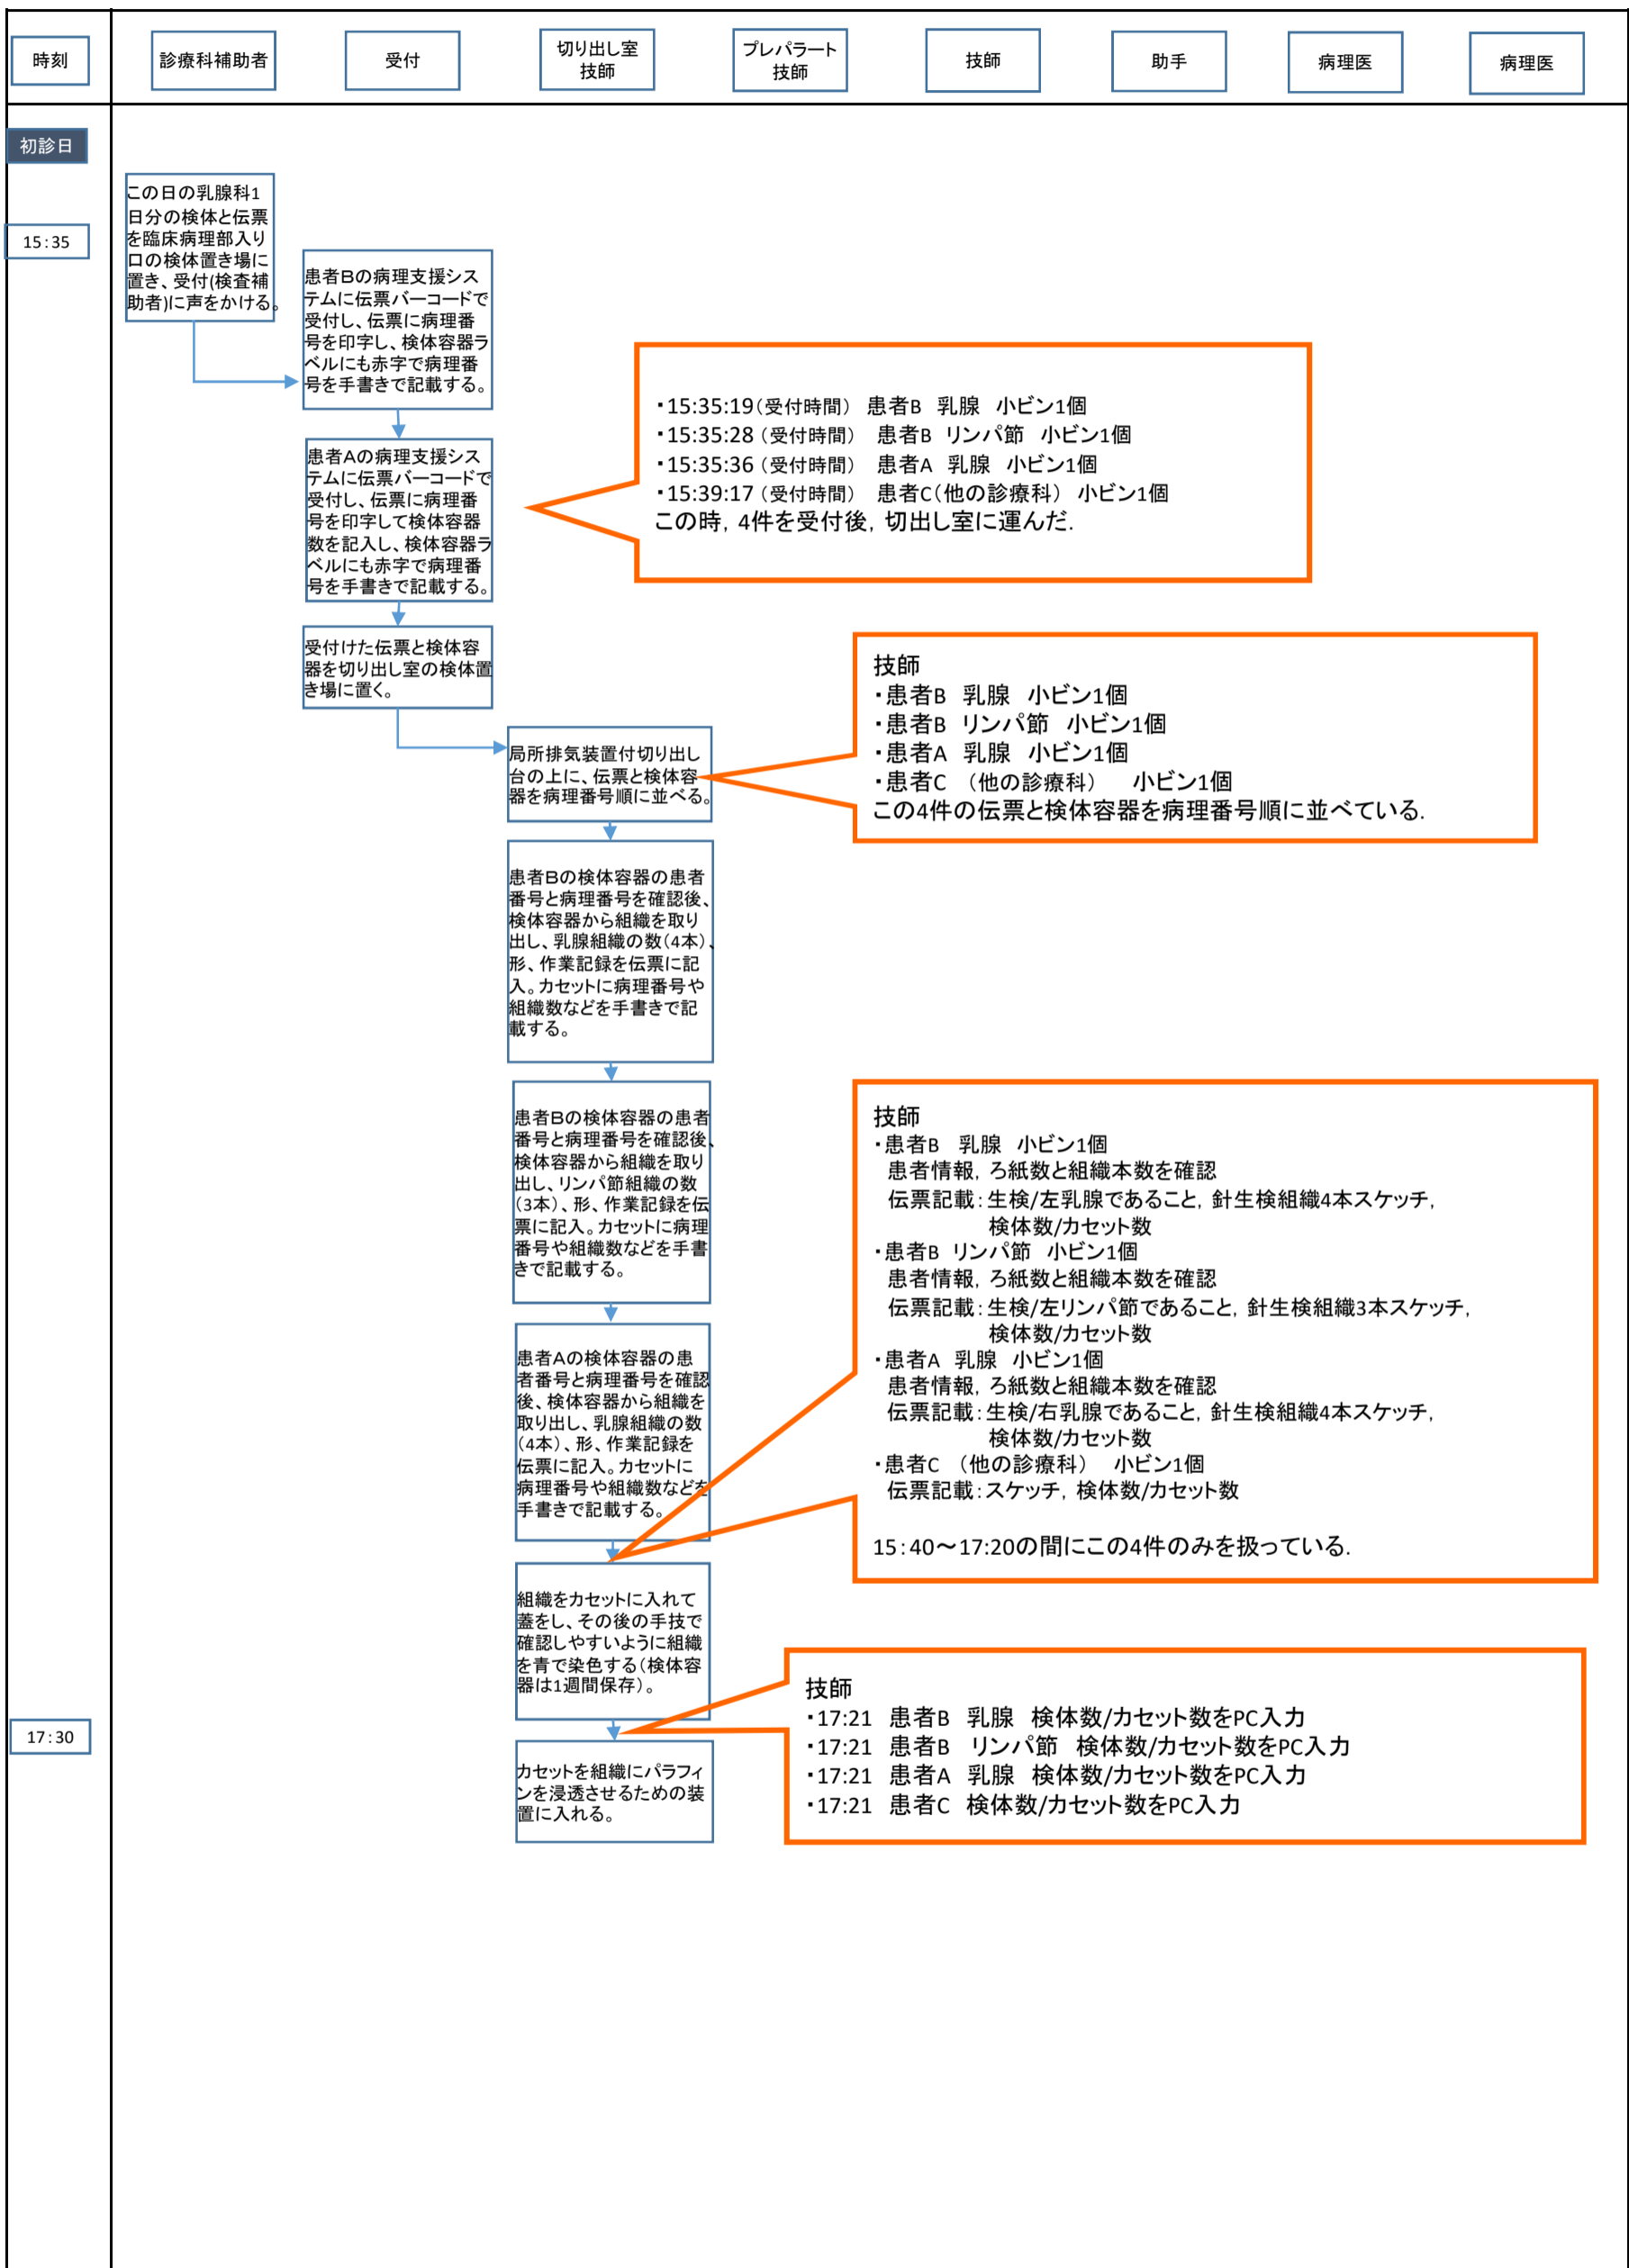 時刻
診療科補助者
受付
切り出し室
技師
プレパラート
技師
技師
助手
病理医
病理医
初診日
15:35
この日の乳腺科1
日分の検体と伝票
を臨床病理部入り
口の検体置き場に
置き、受付(検査補
助者)に声をかける。
患者Bの病理支援シス
テムに伝票バーコードで
受付し、伝票に病理番
号を印字し、検体容器ラ
ベルにも赤字で病理番
号を手書きで記載する。
・15:35:19(受付時間) 患者B 乳腺 小ビン1個
・15:35:28(受付時間) 患者B リンパ節 小ビン1個
・15:35:36(受付時間) 患者A 乳腺 小ビン1個
・15:39:17(受付時間) 患者C(他の診療科) 小ビン1個
この時, 4件を受付後, 切出し室に運んだ.
患者Aの病理支援シス
テムに伝票バーコードで
受付し、伝票に病理番
号を印字して検体容器
数を記入し、検体容器ラ
ベルにも赤字で病理番
号を手書きで記載する。
受付けた伝票と検体容
器を切り出し室の検体置
き場に置く。
技師
・患者B 乳腺 小ビン1個
・患者B リンパ節 小ビン1個
・患者A 乳腺 小ビン1個
・患者C (他の診療科) 小ビン1個
この4件の伝票と検体容器を病理番号順に並べている.
局所排気装置付切り出し
台の上に、伝票と検体容
器を病理番号順に並べる。
患者Bの検体容器の患者
番号と病理番号を確認後、
検体容器から組織を取り
出し、乳腺組織の数(4本)、
形、作業記録を伝票に記
入。カセットに病理番号や
組織数などを手書きで記
載する。
患者Bの検体容器の患者
番号と病理番号を確認後、
検体容器から組織を取り
出し、リンパ節組織の数
(3本)、形、作業記録を伝
票に記入。カセットに病理
番号や組織数などを手書
きで記載する。
技師
・患者B 乳腺 小ビン1個
患者情報, ろ紙数と組織本数を確認
伝票記載:生検/左乳腺であること, 針生検組織4本スケッチ,
検体数/カセット数
・患者B リンパ節 小ビン1個
患者情報, ろ紙数と組織本数を確認
伝票記載:生検/左リンパ節であること, 針生検組織3本スケッチ,
検体数/カセット数
・患者A 乳腺 小ビン1個
患者情報, ろ紙数と組織本数を確認
伝票記載:生検/右乳腺であること, 針生検組織4本スケッチ,
検体数/カセット数
・患者C (他の診療科) 小ビン1個
伝票記載:スケッチ, 検体数/カセット数
15:40～17:20の間にこの4件のみを扱っている.
患者Aの検体容器の患
者番号と病理番号を確認
後、検体容器から組織を
取り出し、乳腺組織の数
(4本)、形、作業記録を
伝票に記入。カセットに
病理番号や組織数などを
手書きで記載する。
組織をカセットに入れて
蓋をし、その後の手技で
確認しやすいように組織
を青で染色する(検体容
器は1週間保存)。
技師
・17:21 患者B 乳腺 検体数/カセット数をPC入力
・17:21 患者B リンパ節 検体数/カセット数をPC入力
・17:21 患者A 乳腺 検体数/カセット数をPC入力
・17:21 患者C 検体数/カセット数をPC入力
17:30
カセットを組織にパラフィ
ンを浸透させるための装
置に入れる。